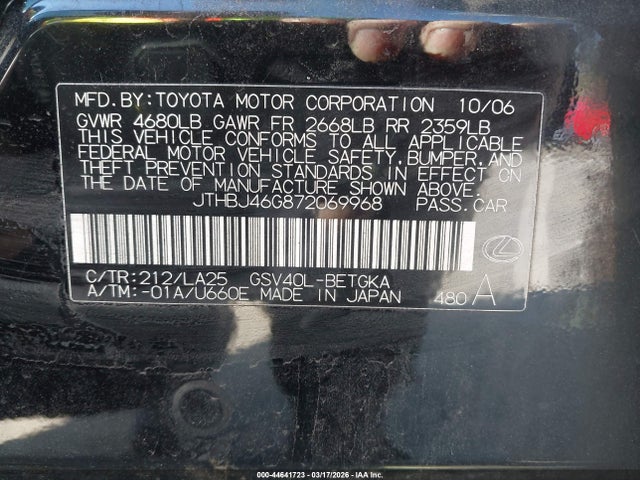 MFD. BY: TOYOTA MOTOR CORPORATION 10/06
GVWR 4680LB GAWR FR 2668LB RR 2359LB
THIS VEHICLE CONFORMS TO ALL APPLICABLE
FEDERAL MOTOR VEHICLE SAFETY, BUMPER, AND
THEFT PREVENTION STANDARDS IN EFFECT ON
THE DATE OF MANUFACTURE SHOWN ABOVE.
JTHBJ46G872069968 PASS. CAR
C/TR: 212/LA25 GSV40L-BETGKA
A/TM: -01A/U660E MADE IN JAPAN 480 A
000-44641723 | 03/17/2026 - IAA Inc.